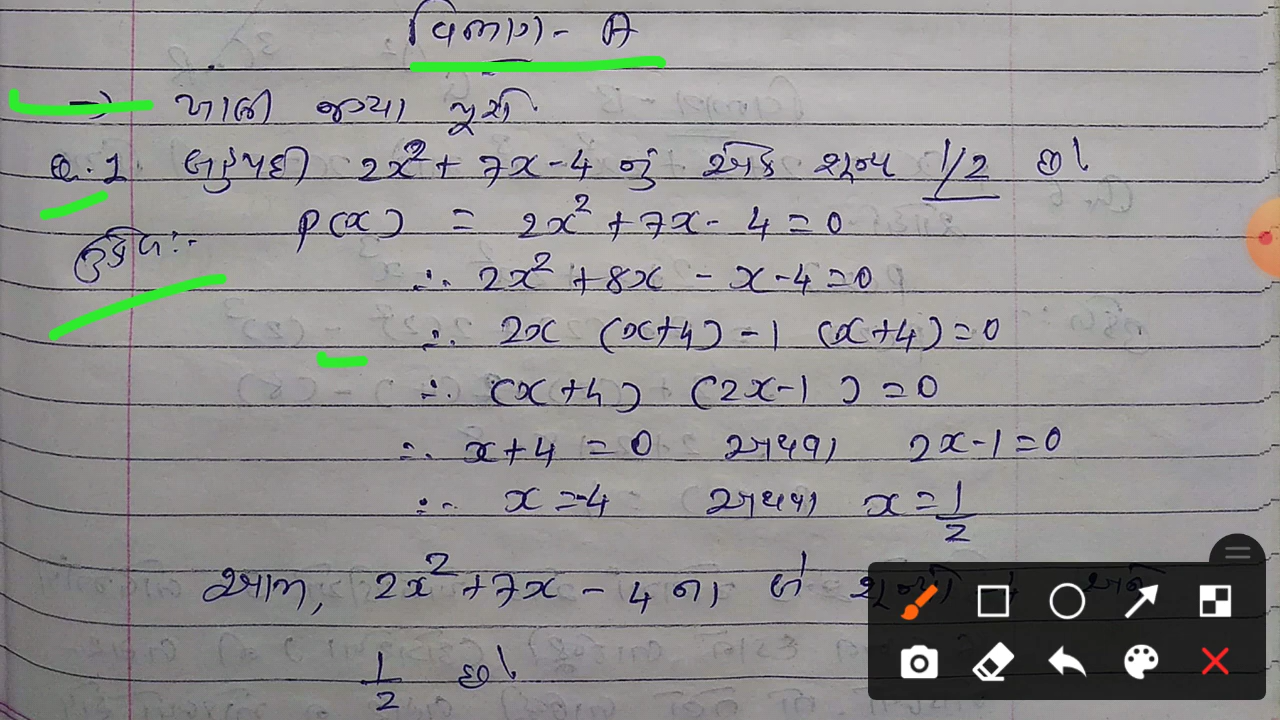 વિભાગ - A
→ ખાલી જગ્યા પૂરો.
પ્ર.1 બહુપદી 2x² + 7x - 4 નું એક શૂન્ય 1/2 છે.
ઉકેલ :- P(x) = 2x² + 7x - 4 = 0
∴ 2x² + 8x - x - 4 = 0
∴ 2x (x+4) - 1 (x+4) = 0
∴ (x+4) (2x-1) = 0
∴ x+4 = 0 અથવા 2x-1 = 0
∴ x = -4 અથવા x = 1/2
આમ, 2x² + 7x - 4 ના બે શૂન્યો
1/2 છે.